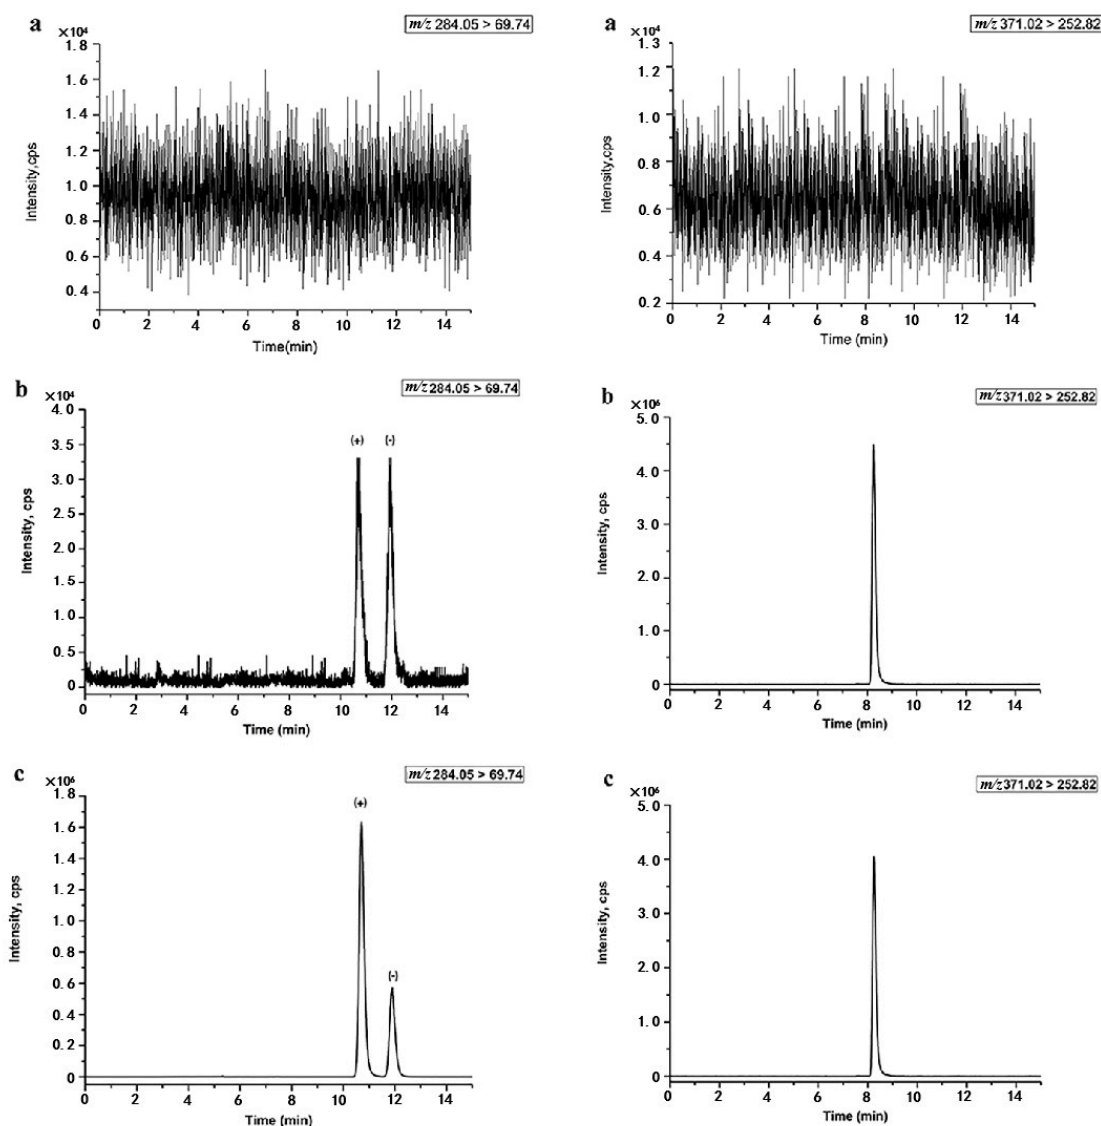 a
m/z 284.05 > 69.74
×10⁴
1.8
1.6
1.4
1.2
1.0
0.8
0.6
0.4
Intensity,cps
0 2 4 6 8 10 12 14
Time(min)
a
m/z 371.02 > 252.82
×10⁴
1.3
1.0
0.8
0.6
0.4
0.2
Intensity,cps
0 2 4 6 8 10 12 14
Time (min)
b
m/z 284.05 > 69.74
×10⁴
4.0
3.5
3.0
2.5
2.0
1.5
1.0
0.5
0
Intensity, cps
(+) (-)
0 2 4 6 8 10 12 14
Time (min)
b
m/z 371.02 > 252.82
×10⁶
5.0
4.0
3.0
2.0
1.0
0
Intensity, cps
0 2 4 6 8 10 12 14
Time (min)
c
m/z 284.05 > 69.74
×10⁶
1.8
1.6
1.4
1.2
1.0
0.8
0.6
0.4
0.2
0
Intensity, cps
(+)
(-)
0 2 4 6 8 10 12 14
Time (min)
c
m/z 371.02 > 252.82
×10⁶
5.0
4.0
3.0
2.0
1.0
0
Intensity, cps
0 2 4 6 8 10 12 14
Time (min)